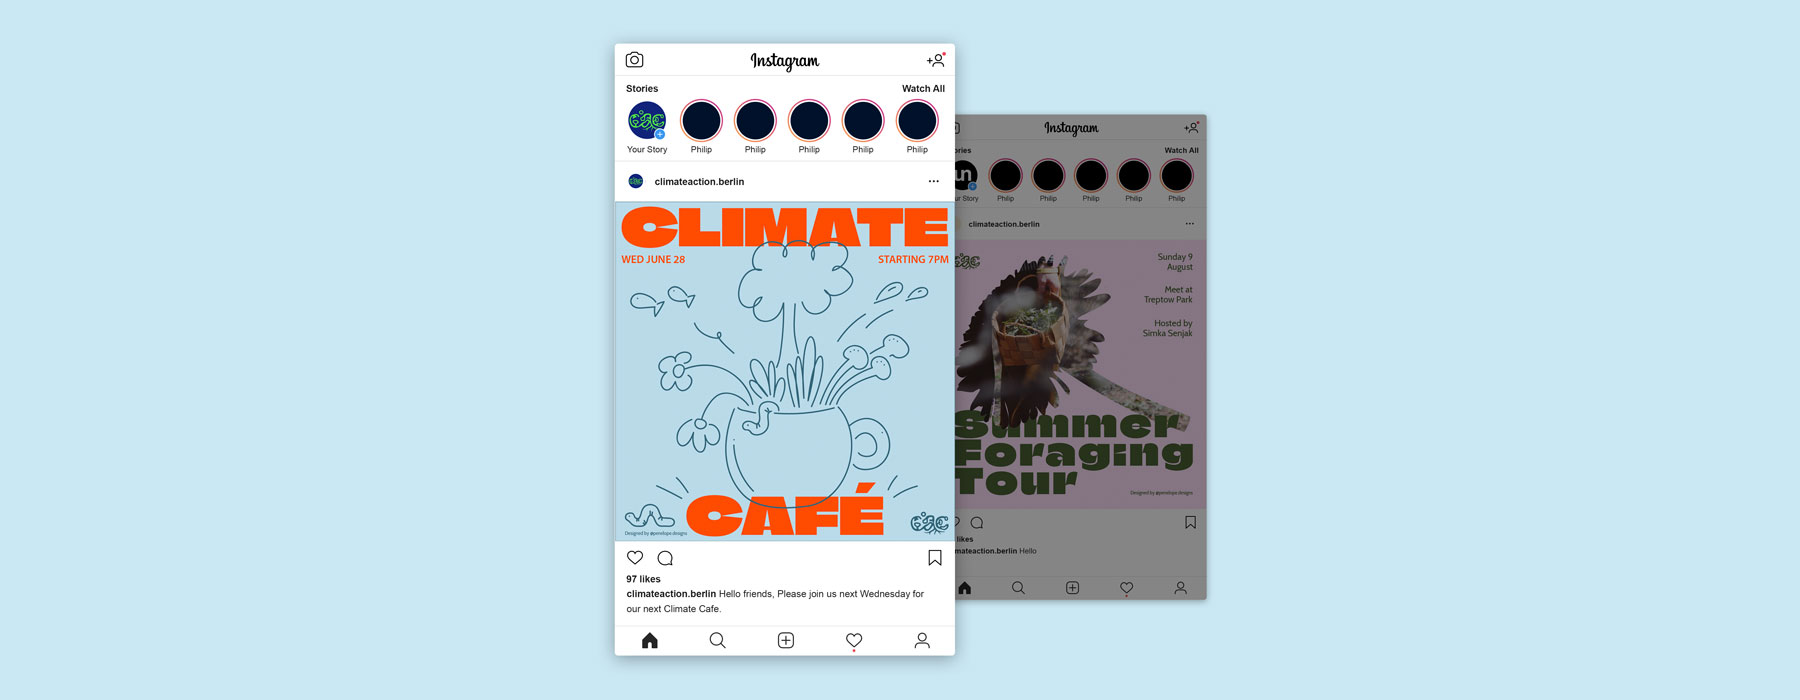 Instagram
Stories
Watch All
Your Story
Philip
Philip
Philip
Philip
Philip
climateaction.berlin
CLIMATE
WED JUNE 28
STARTING 7PM
CAFÉ
Designed by @penelope.designs
97 likes
climateaction.berlin Hello friends, Please join us next Wednesday for
our next Climate Cafe.
Instagram
ories
Watch All
un
ur Story
Philip
Philip
Philip
Philip
Philip
climateaction.berlin
Sunday 9
August
Meet at
Treptow Park
Hosted by
Simka Senjak
Summer
Foraging
Tour
Designed by @penelope.designs
likes
mateaction.berlin Hello